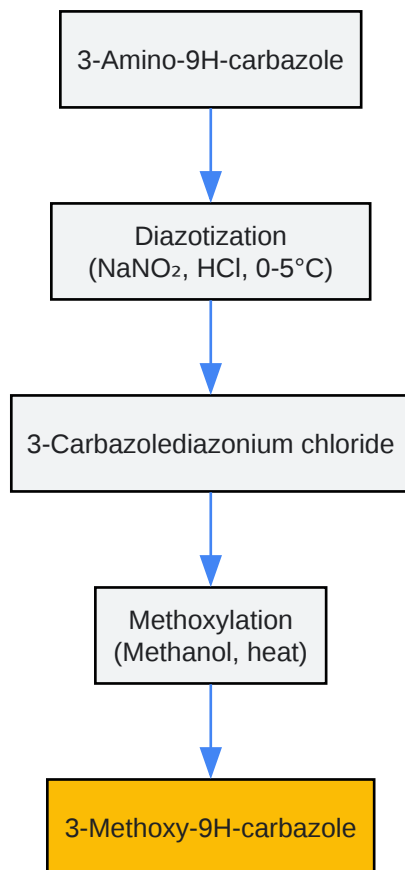 3-Amino-9H-carbazole
Diazotization
(NaNO₂, HCl, 0-5°C)
3-Carbazolediazonium chloride
Methoxylation
(Methanol, heat)
3-Methoxy-9H-carbazole